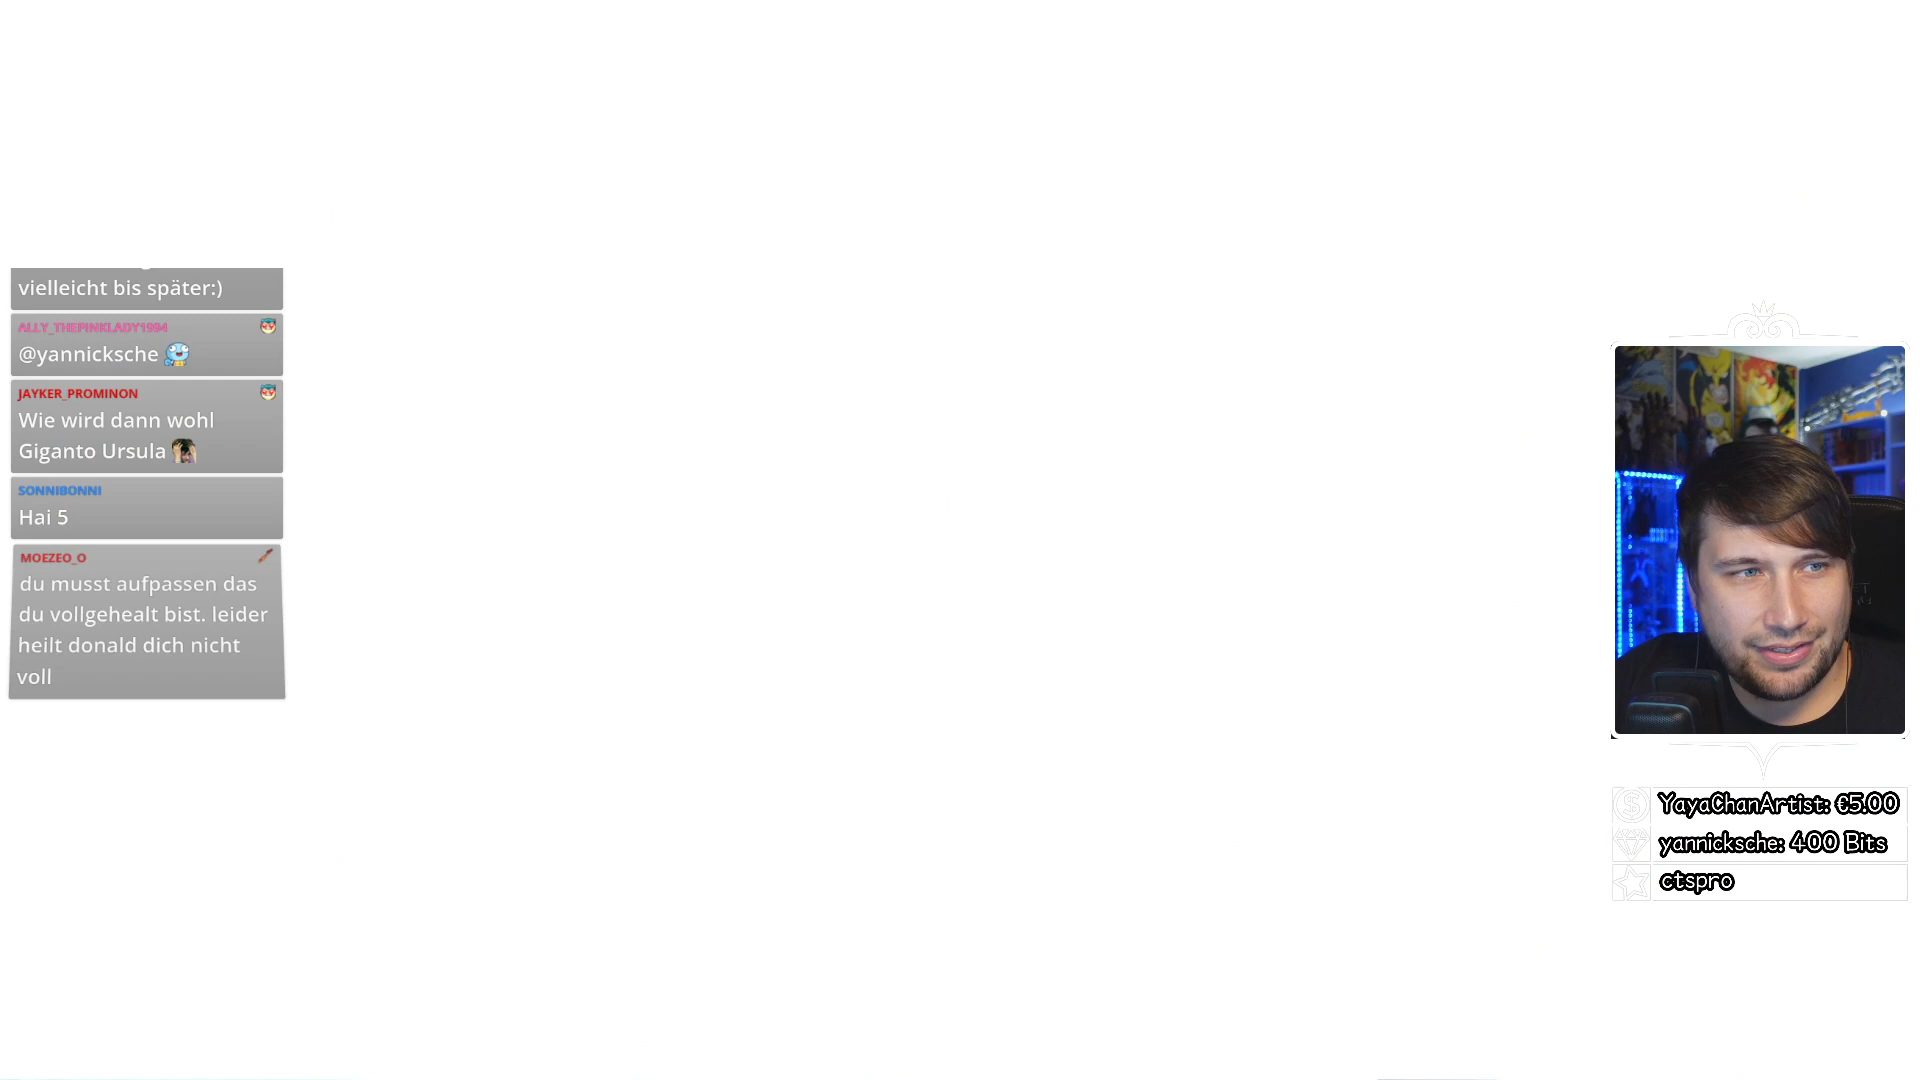 vielleicht bis später:)
ALLY_THEPINKLADY1994
@yannicksche
JAYKER_PROMINON
Wie wird dann wohl
Giganto Ursula
SONNIBONNI
Hai 5
MOEZEO_O
du musst aufpassen das
du vollgehealt bist. leider
heilt donald dich nicht
voll
YayaChanArtist: €5.00
yannicksche: 400 Bits
ctspro